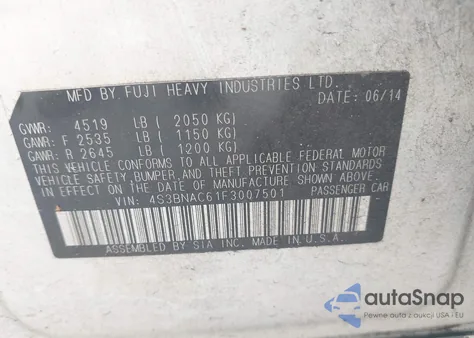 MFD BY FUJI HEAVY INDUSTRIES LTD.
DATE: 06/14
GVWR: 4519 LB ( 2050 KG)
GAWR: F 2535 LB ( 1150 KG)
GAWR: R 2645 LB ( 1200 KG)
THIS VEHICLE CONFORMS TO ALL APPLICABLE FEDERAL MOTOR
VEHICLE SAFETY, BUMPER, AND THEFT PREVENTION STANDARDS
IN EFFECT ON THE DATE OF MANUFACTURE SHOWN ABOVE.
VIN: 4S3BNAC61F3007501 PASSENGER CAR
ASSEMBLED BY SIA INC. MADE IN U.S.A.
autoSnap
Pewne auta z aukcji USA • EU